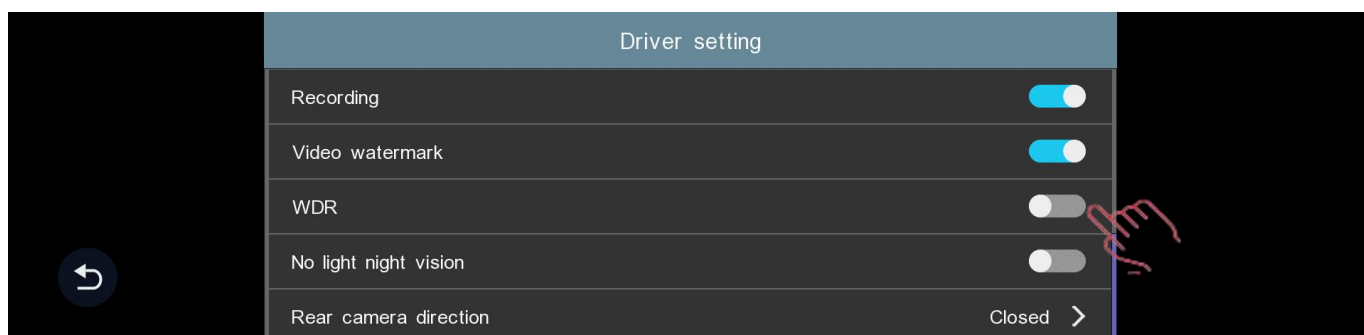 Driver setting
Recording
Video watermark
WDR
No light night vision
Rear camera direction Closed